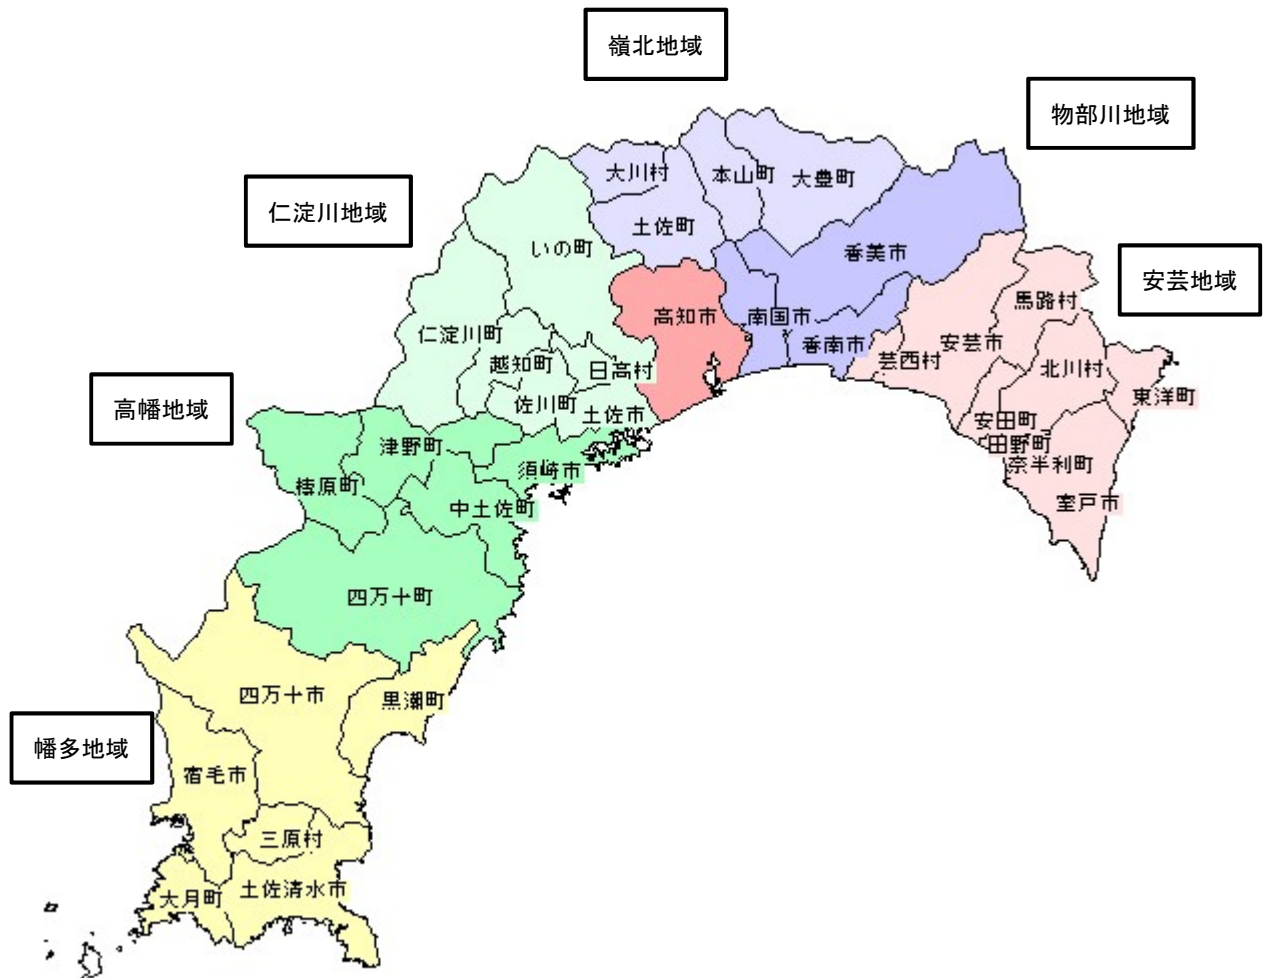 嶺北地域
物部川地域
大川村
本山町
大豊町
仁淀川地域
土佐町
いの町
香美市
安芸地域
馬路村
高知市
南国市
仁淀川町
香南市
安芸市
越知町
芸西村
日高村
北川村
東洋町
高幡地域
佐川町
土佐市
安田町
津野町
田野町
須崎市
奈半利町
梼原町
中土佐町
室戸市
四万十町
四万十市
黒潮町
幡多地域
宿毛市
三原村
大月町
土佐清水市